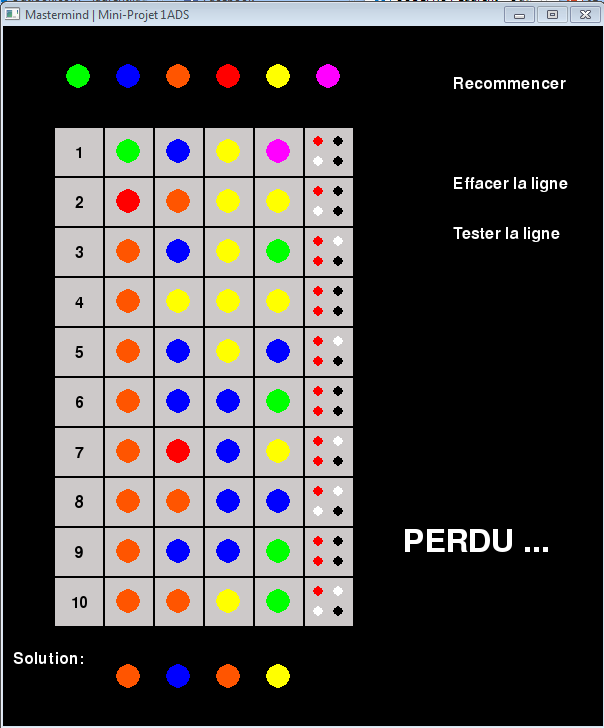 Mastermind | Mini-Projet 1ADS
Recommencer
1
Effacer la ligne
2
Tester la ligne
3
4
5
6
7
8
9
PERDU ...
10
Solution: